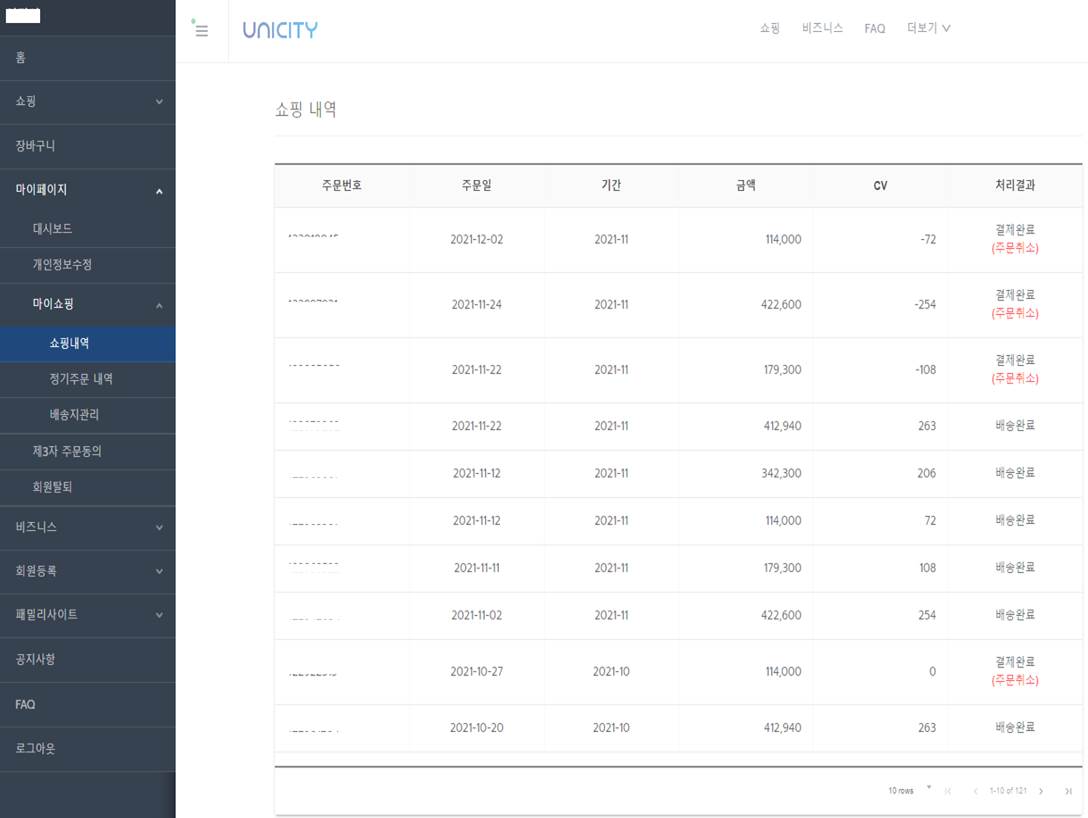 홈
쇼핑
장바구니
마이페이지
대시보드
개인정보수정
마이쇼핑
쇼핑내역
정기주문 내역
배송지관리
제3자 주문동의
회원탈퇴
비즈니스
회원등록
패밀리사이트
공지사항
FAQ
로그아웃
UNICITY
쇼핑 비즈니스 FAQ 더보기
쇼핑 내역
주문번호 주문일 기간 금액 CV 처리결과
2021-12-02 2021-11 114,000 -72 결제완료
(주문취소)
2021-11-24 2021-11 422,600 -254 결제완료
(주문취소)
2021-11-22 2021-11 179,300 -108 결제완료
(주문취소)
2021-11-22 2021-11 412,940 263 배송완료
2021-11-12 2021-11 342,300 206 배송완료
2021-11-12 2021-11 114,000 72 배송완료
2021-11-11 2021-11 179,300 108 배송완료
2021-11-02 2021-11 422,600 254 배송완료
2021-10-27 2021-10 114,000 0 결제완료
(주문취소)
2021-10-20 2021-10 412,940 263 배송완료
10 rows 1-10 of 121